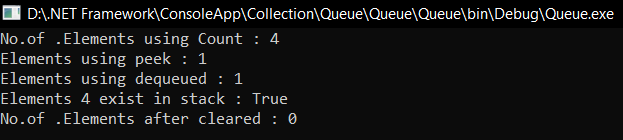 D:\.NET Framework\ConsoleApp\Collection\Queue\Queue\Queue\bin\Debug\Queue.exe
No.of .Elements using Count : 4
Elements using peek : 1
Elements using dequeued : 1
Elements 4 exist in stack : True
No.of .Elements after cleared : 0